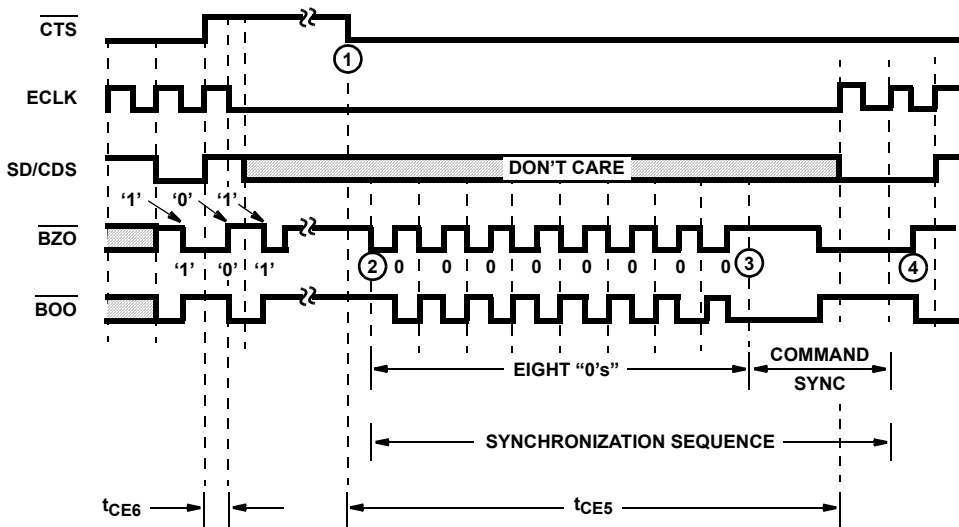 CTS
1
ECLK
SD/CDS
DON'T CARE
'1' '0' '1'
BZO
'1' '0' '1'
2 0 0 0 0 0 0 0 0 3 4
BOO
EIGHT "0's"
COMMAND
SYNC
SYNCHRONIZATION SEQUENCE
tCE6
tCE5